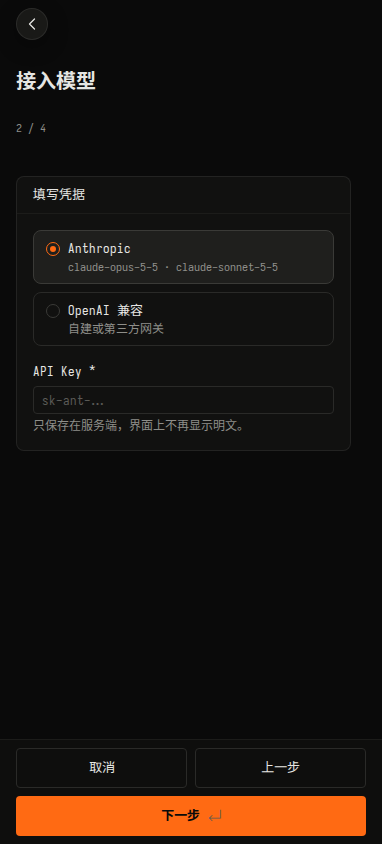 接入模型
2 / 4
填写凭据
Anthropic
claude-opus-5-5 · claude-sonnet-5-5
OpenAI 兼容
自建或第三方网关
API Key *
sk-ant-...
只保存在服务端，界面上不再显示明文。
取消
上一步
下一步